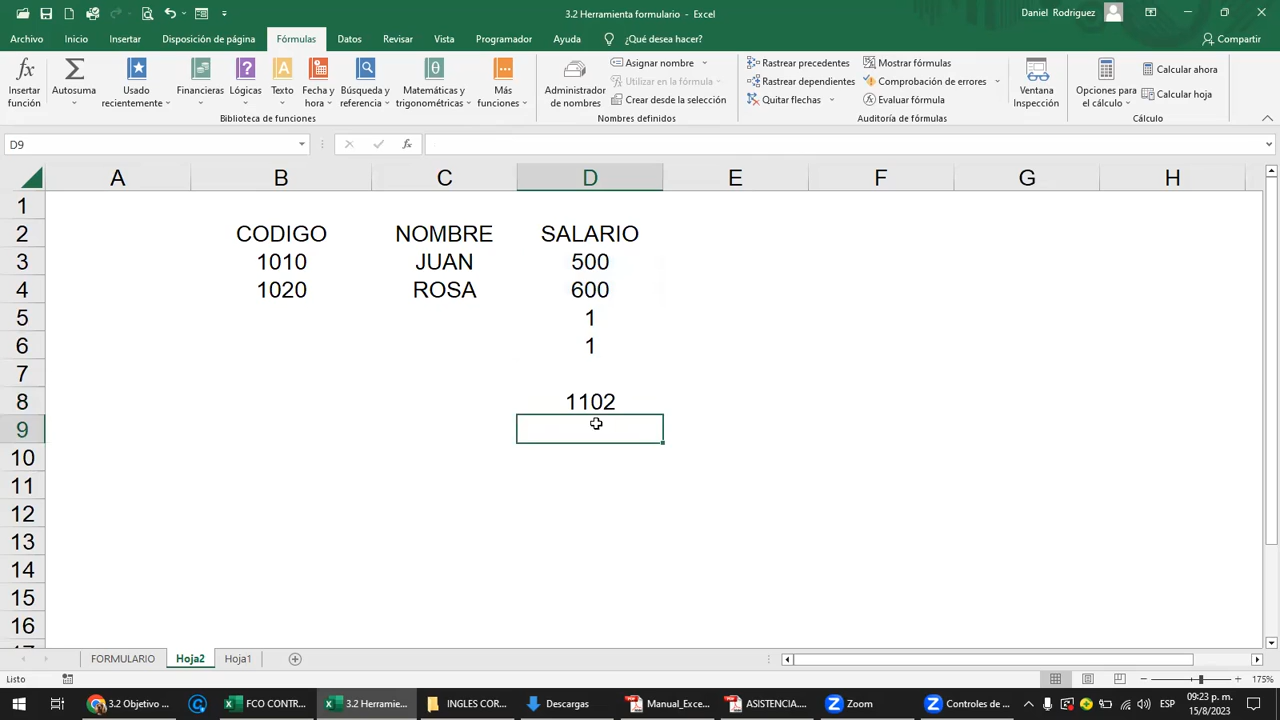 3.2 Herramienta formulario - Excel
Daniel Rodriguez
Archivo Inicio Insertar Disposición de página Fórmulas Datos Revisar Vista Programador Ayuda ¿Qué desea hacer? Compartir
Insertar función
Autosuma
Usado recientemente
Financieras
Lógicas
Texto
Fecha y hora
Búsqueda y referencia
Matemáticas y trigonométricas
Más funciones
Biblioteca de funciones
Administrador de nombres
Asignar nombre
Utilizar en la fórmula
Crear desde la selección
Nombres definidos
Rastrear precedentes
Rastrear dependientes
Quitar flechas
Mostrar fórmulas
Comprobación de errores
Evaluar fórmula
Auditoría de fórmulas
Ventana Inspección
Opciones para el cálculo
Calcular ahora
Calcular hoja
Cálculo
D9
fx
A B C D E F G H
1
2 CODIGO NOMBRE SALARIO
3 1010 JUAN 500
4 1020 ROSA 600
5 1
6 1
7
8 1102
9
10
11
12
13
14
15
16
17
FORMULARIO Hoja2 Hoja1
Listo
175%
3.2 Objetivo ...
FCO CONTR...
3.2 Herramie...
INGLES COR...
Descargas
Manual_Exce...
ASISTENCIA....
Zoom
Controles de ...
ESP
09:23 p. m.
15/8/2023